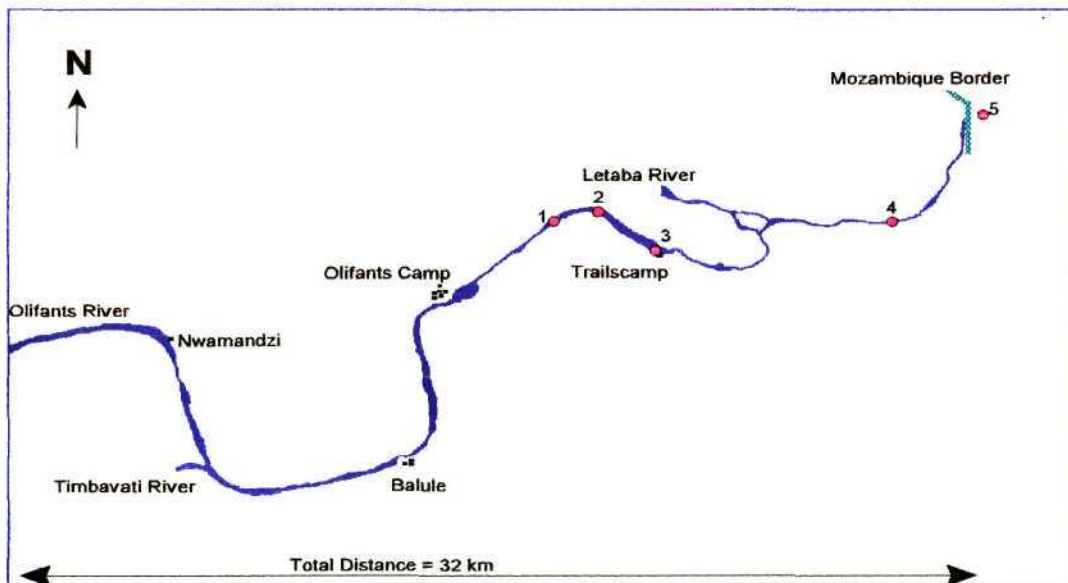 N
Mozambique Border
5
Letaba River
2
1
4
3
Olifants Camp
Trailscamp
Olifants River
Nwamandzi
Timbavati River
Balule
Total Distance = 32 km